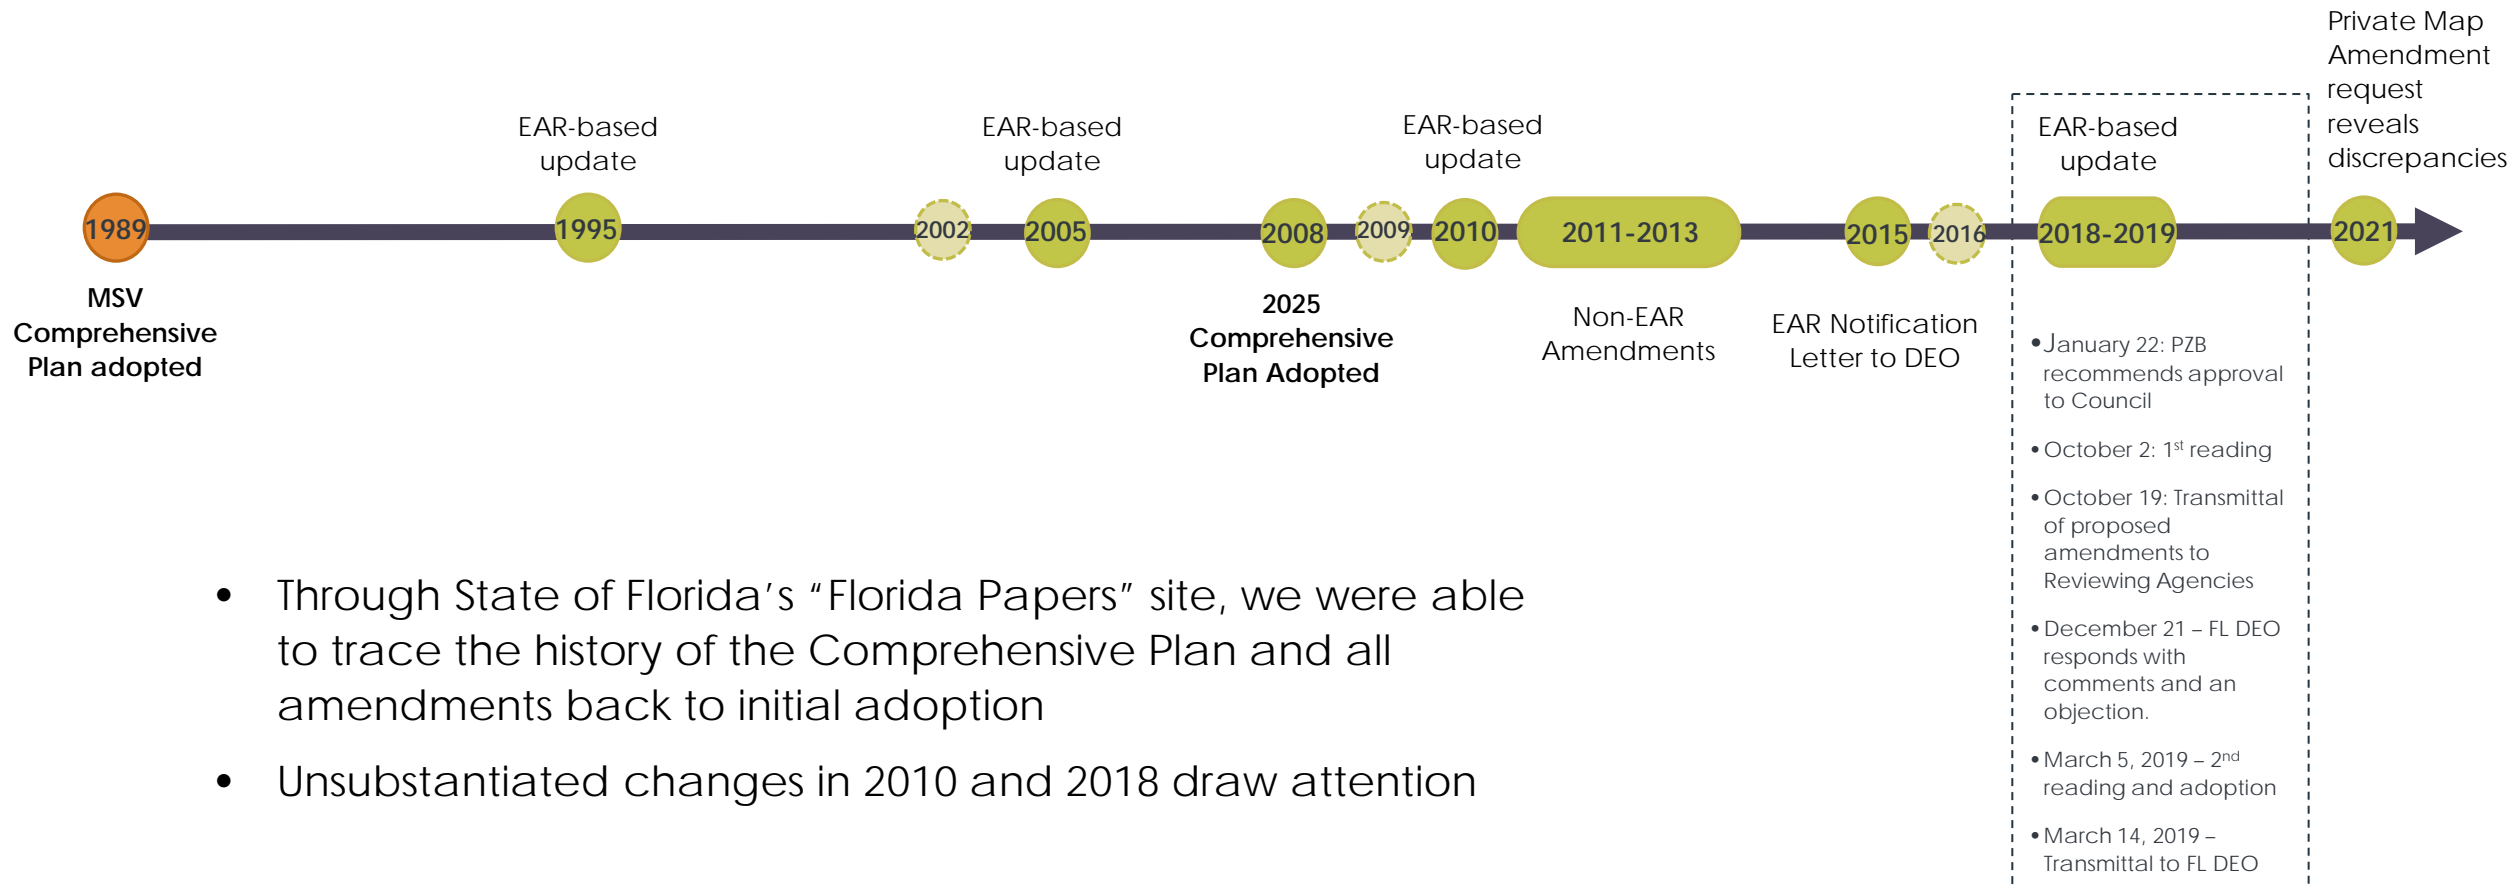 Private Map
Amendment
request
reveals
discrepancies
EAR-based
update
EAR-based
update
EAR-based
update
EAR-based
update
1989
1995
2002
2005
2008
2009
2010
2011-2013
2015
2016
2018-2019
2021
MSV
Comprehensive
Plan adopted
2025
Comprehensive
Plan Adopted
Non-EAR
Amendments
EAR Notification
Letter to DEO
•January 22: PZB
recommends approval
to Council
•October 2: 1st reading
•October 19: Transmittal
of proposed
amendments to
Reviewing Agencies
•December 21 – FL DEO
responds with
comments and an
objection.
•March 5, 2019 – 2nd
reading and adoption
•March 14, 2019 –
Transmittal to FL DEO
• Through State of Florida's "Florida Papers" site, we were able
to trace the history of the Comprehensive Plan and all
amendments back to initial adoption
• Unsubstantiated changes in 2010 and 2018 draw attention